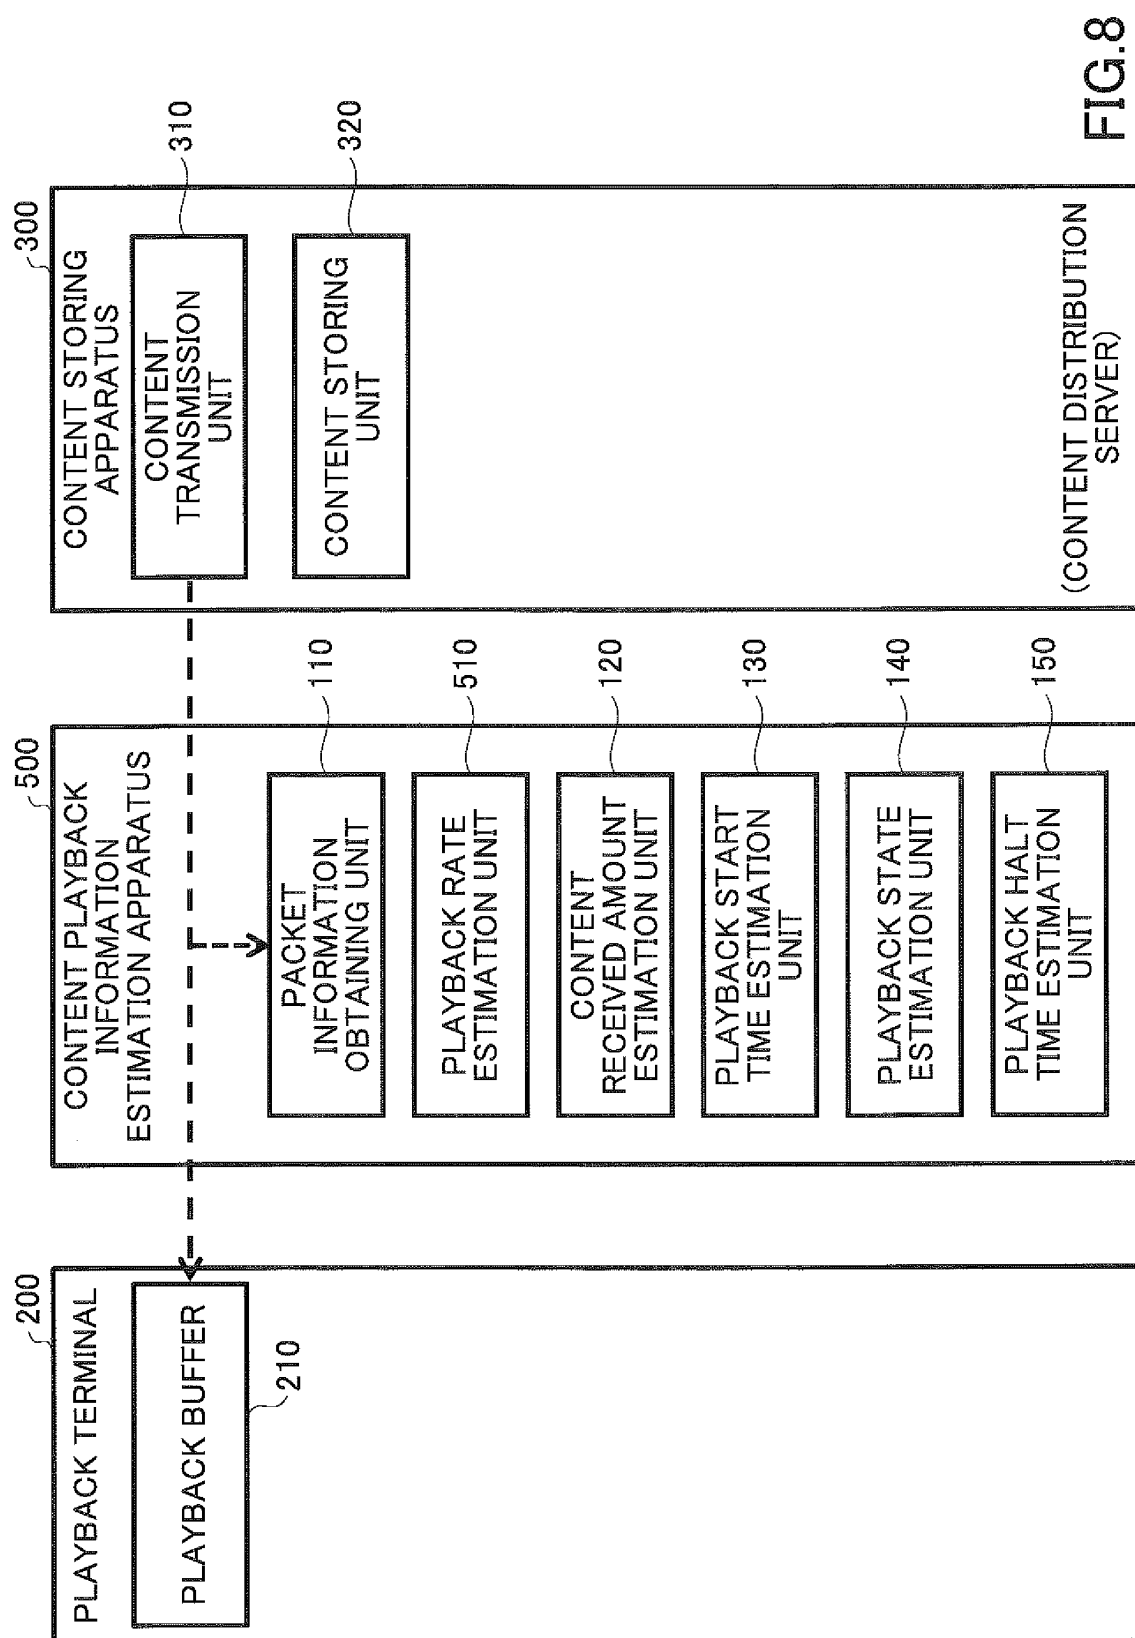 200
PLAYBACK TERMINAL
PLAYBACK BUFFER
210
500
CONTENT PLAYBACK
INFORMATION
ESTIMATION APPARATUS
PACKET
INFORMATION
OBTAINING UNIT
110
PLAYBACK RATE
ESTIMATION UNIT
510
CONTENT
RECEIVED AMOUNT
ESTIMATION UNIT
120
PLAYBACK START
TIME ESTIMATION
UNIT
130
PLAYBACK STATE
ESTIMATION UNIT
140
PLAYBACK HALT
TIME ESTIMATION
UNIT
150
300
CONTENT STORING
APPARATUS
CONTENT
TRANSMISSION
UNIT
310
CONTENT STORING
UNIT
320
(CONTENT DISTRIBUTION
SERVER)
FIG.8